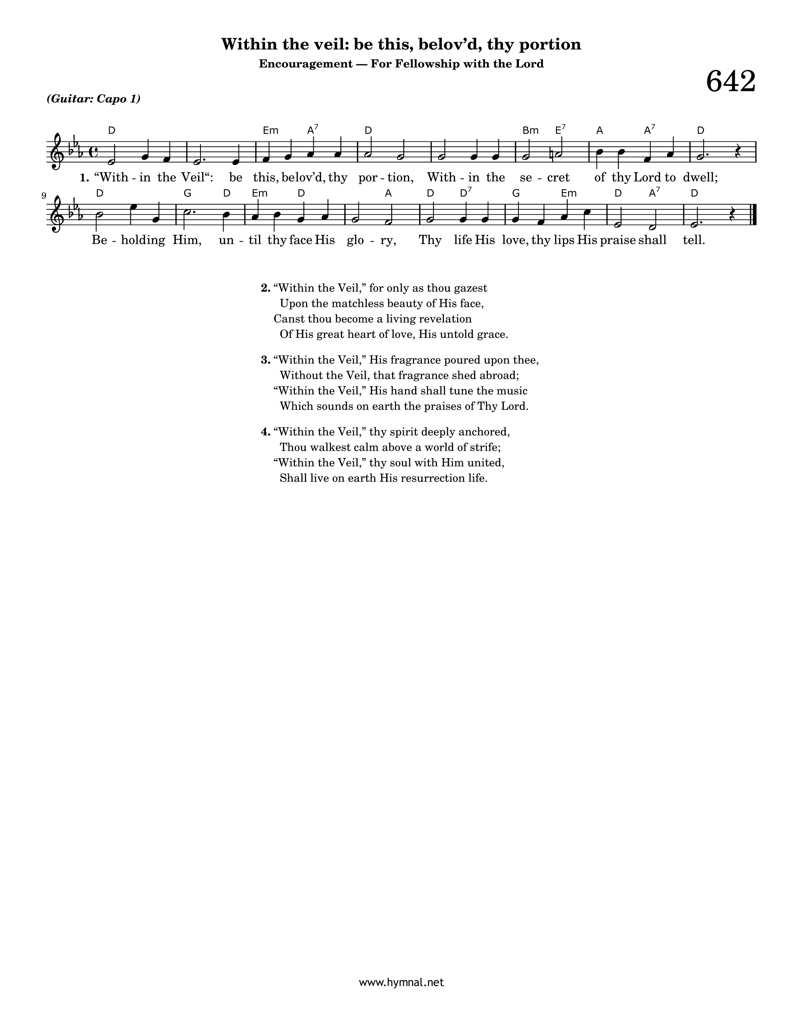 Within the veil: be this, belov’d, thy portion
Encouragement — For Fellowship with the Lord
642
(Guitar: Capo 1)
D Em A7 D Bm E7 A A7 D
1. “With - in the Veil“: be this, belov’d, thy por - tion, With - in the se - cret of thy Lord to dwell;
9 D G D Em D A D D7 G Em D A7 D
Be - holding Him, un - til thy face His glo - ry, Thy life His love, thy lips His praise shall tell.
2. “Within the Veil,” for only as thou gazest
Upon the matchless beauty of His face,
Canst thou become a living revelation
Of His great heart of love, His untold grace.
3. “Within the Veil,” His fragrance poured upon thee,
Without the Veil, that fragrance shed abroad;
“Within the Veil,” His hand shall tune the music
Which sounds on earth the praises of Thy Lord.
4. “Within the Veil,” thy spirit deeply anchored,
Thou walkest calm above a world of strife;
“Within the Veil,” thy soul with Him united,
Shall live on earth His resurrection life.
www.hymnal.net